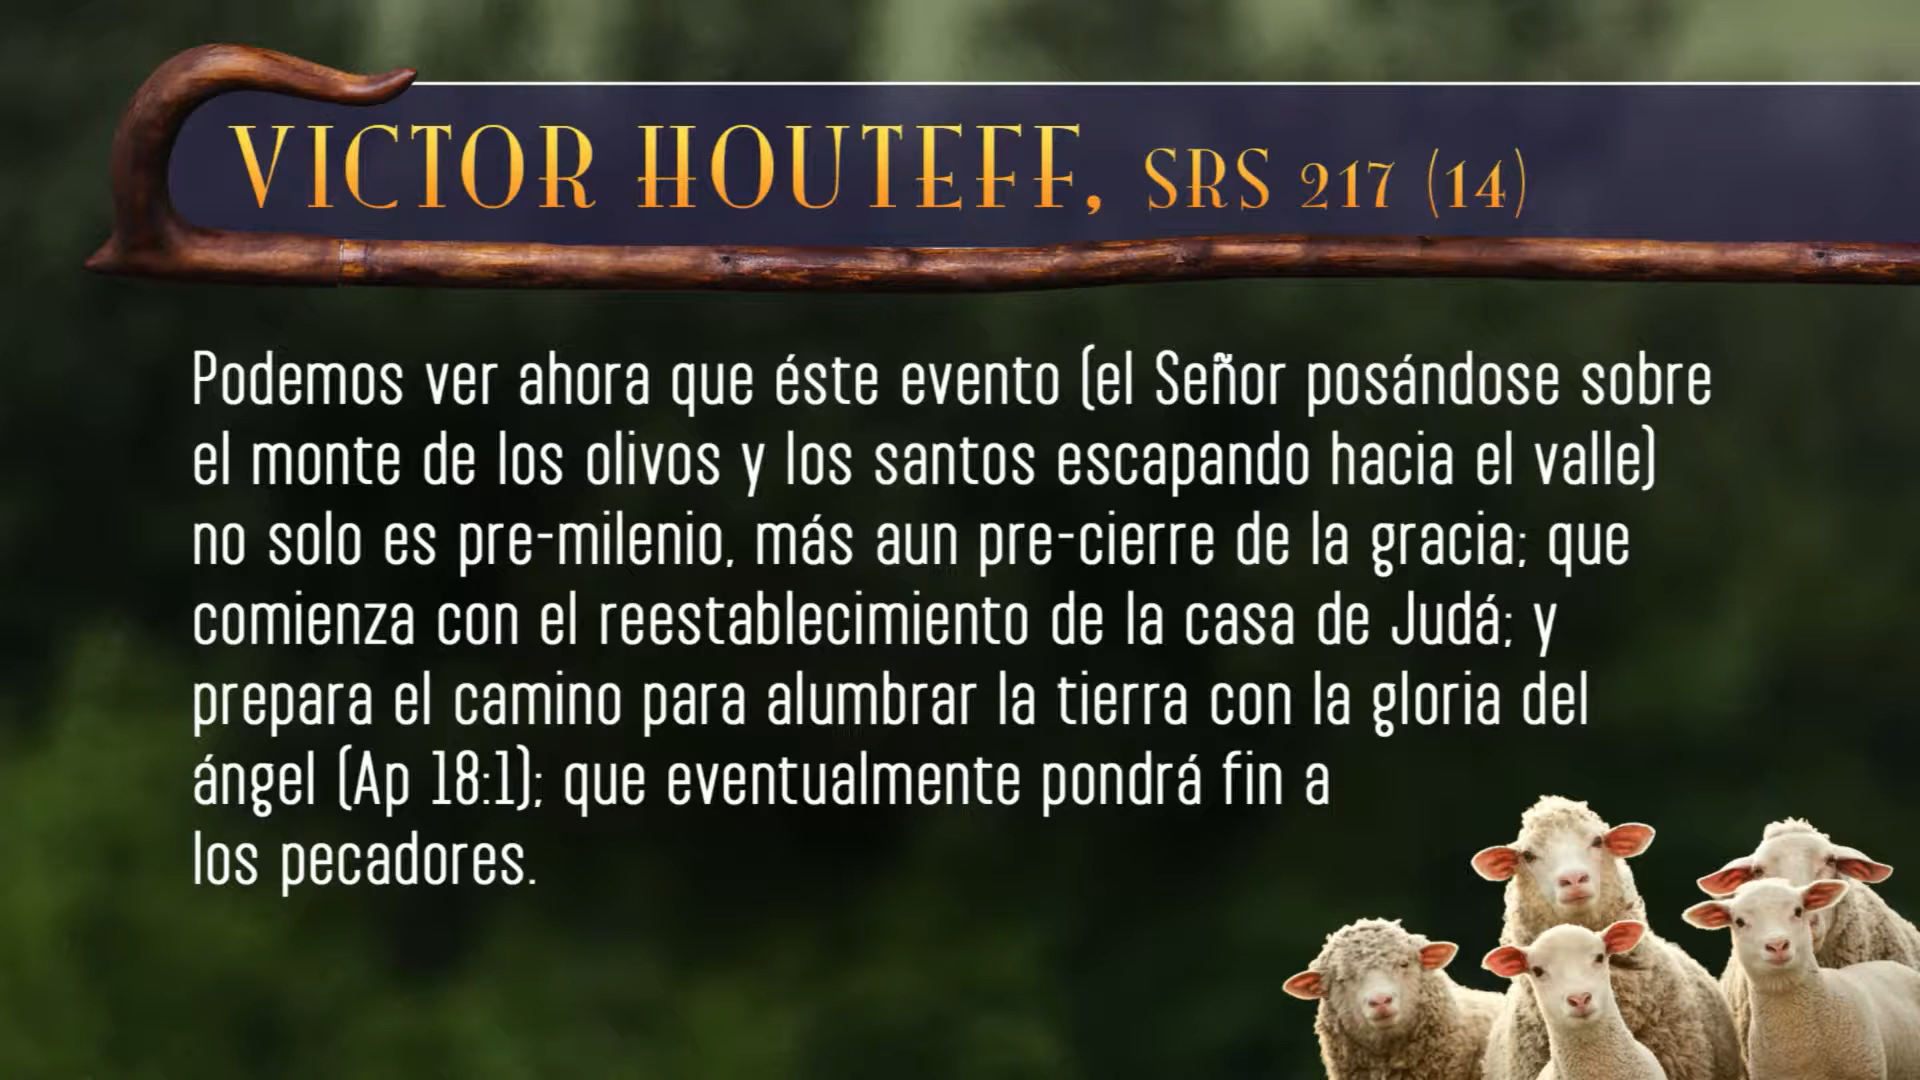 VICTOR HOUTEFF, SRS 217 (14)
Podemos ver ahora que éste evento (el Señor posándose sobre
el monte de los olivos y los santos escapando hacia el valle)
no solo es pre-milenio, más aun pre-cierre de la gracia; que
comienza con el reestablecimiento de la casa de Judá; y
prepara el camino para alumbrar la tierra con la gloria del
ángel (Ap 18:1); que eventualmente pondrá fin a
los pecadores.